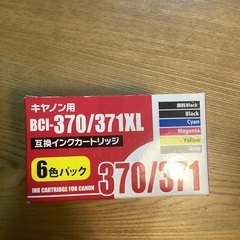 キヤノン用
BCI-370/371XL
互換インクカートリッジ
6色パック
顔料Black
Black
Cyan
Magenta
Yellow
Gray
370/371
INK CARTRIDGE FOR CANON